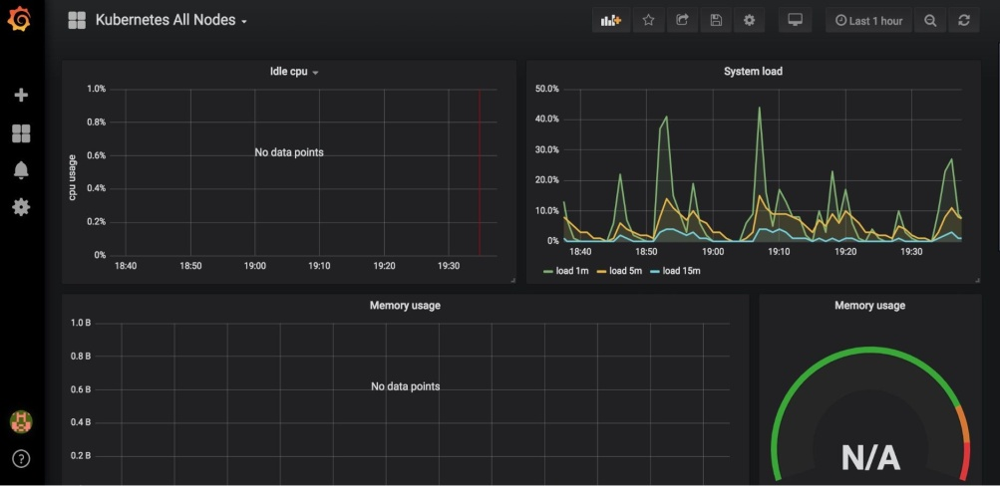 Kubernetes All Nodes
Last 1 hour
Idle cpu
1.0%
0.8%
0.6%
0.4%
0.2%
0%
cpu usage
No data points
18:40 18:50 19:00 19:10 19:20 19:30
System load
50.0%
40.0%
30.0%
20.0%
10.0%
0%
18:40 18:50 19:00 19:10 19:20 19:30
load 1m load 5m load 15m
Memory usage
1.0 B
0.8 B
0.6 B
0.4 B
0.2 B
No data points
Memory usage
N/A